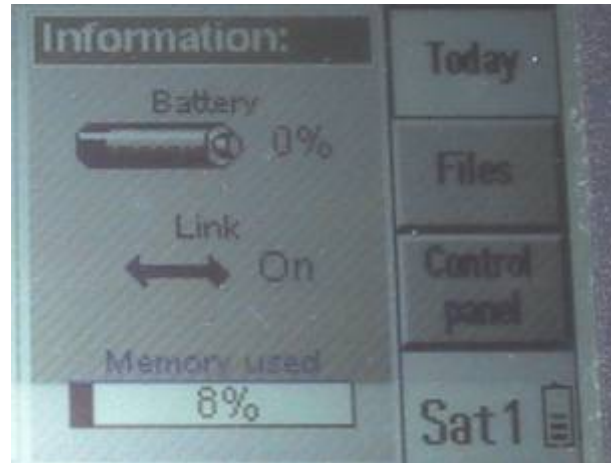 Information:
Battery
0%
Link
On
Memory used
8%
Today
Files
Control
panel
Sat1